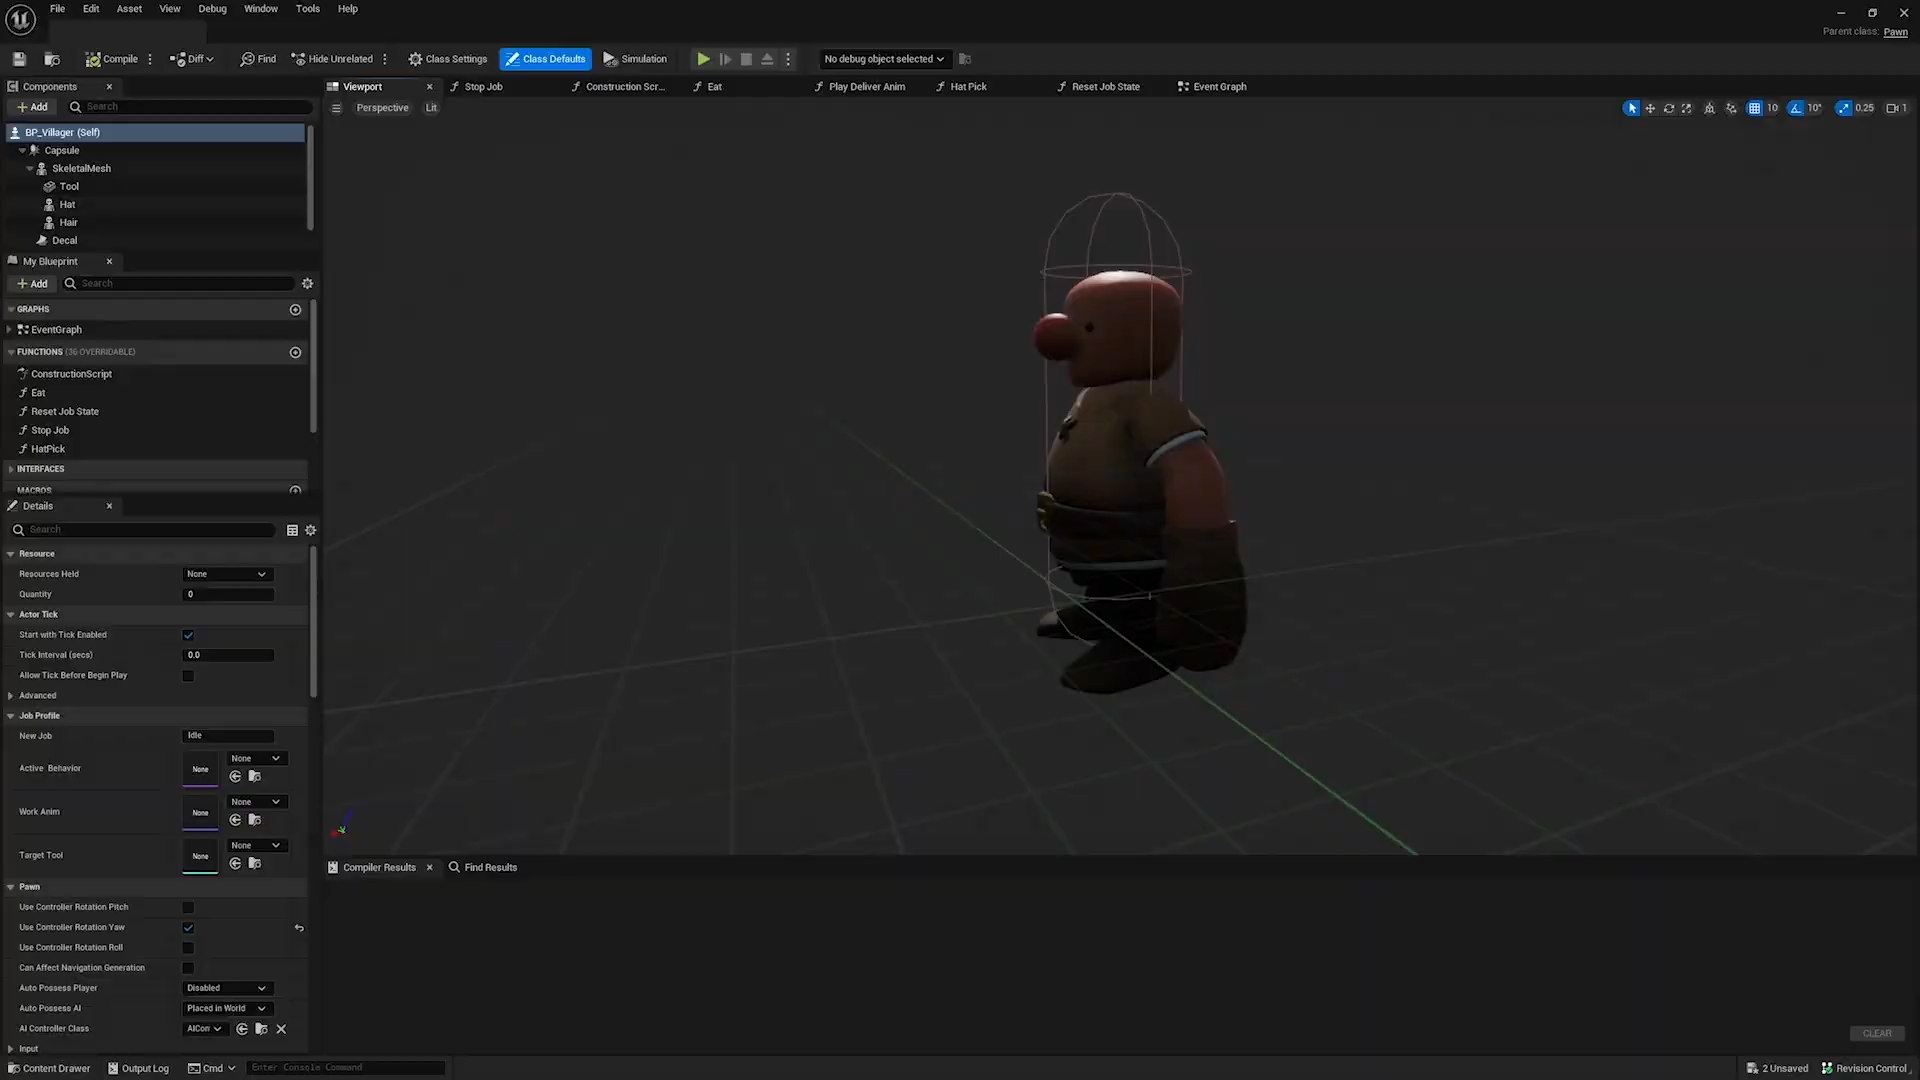 File Edit Asset View Window Debug Tools Help
Parent class: Pawn
Compile Diff Find Hide Unrelated Class Settings Class Defaults Simulation No debug object selected
Components
Add Search
BP_Villager (Self)
Capsule
SkeletalMesh
Tool
Hat
Hair
Decal
My Blueprint
Add Search
GRAPHS
EventGraph
FUNCTIONS (36 OVERRIDABLE)
ConstructionScript
Eat
Reset Job State
Stop Job
HatPick
INTERFACES
MACROS
Details
Search
Resource
Resources Held None
Quantity 0
Actor Tick
Start with Tick Enabled
Tick Interval (secs) 0.0
Allow Tick Before Begin Play
Advanced
Job Profile
New Job Idle
Active Behavior None None
Work Anim None None
Target Tool None None
Pawn
Use Controller Rotation Pitch
Use Controller Rotation Yaw
Use Controller Rotation Roll
Can Affect Navigation Generation
Auto Possess Player Disabled
Auto Possess AI Placed in World
AI Controller Class AICon
Input
Viewport Stop Job Construction Scr... Eat Play Deliver Anim Hat Pick Reset Job State Event Graph
Perspective Lit 10 10° 0.25 1
Compiler Results Find Results
CLEAR
Content Drawer Output Log Cmd Enter Console Command 2 Unsaved Revision Control